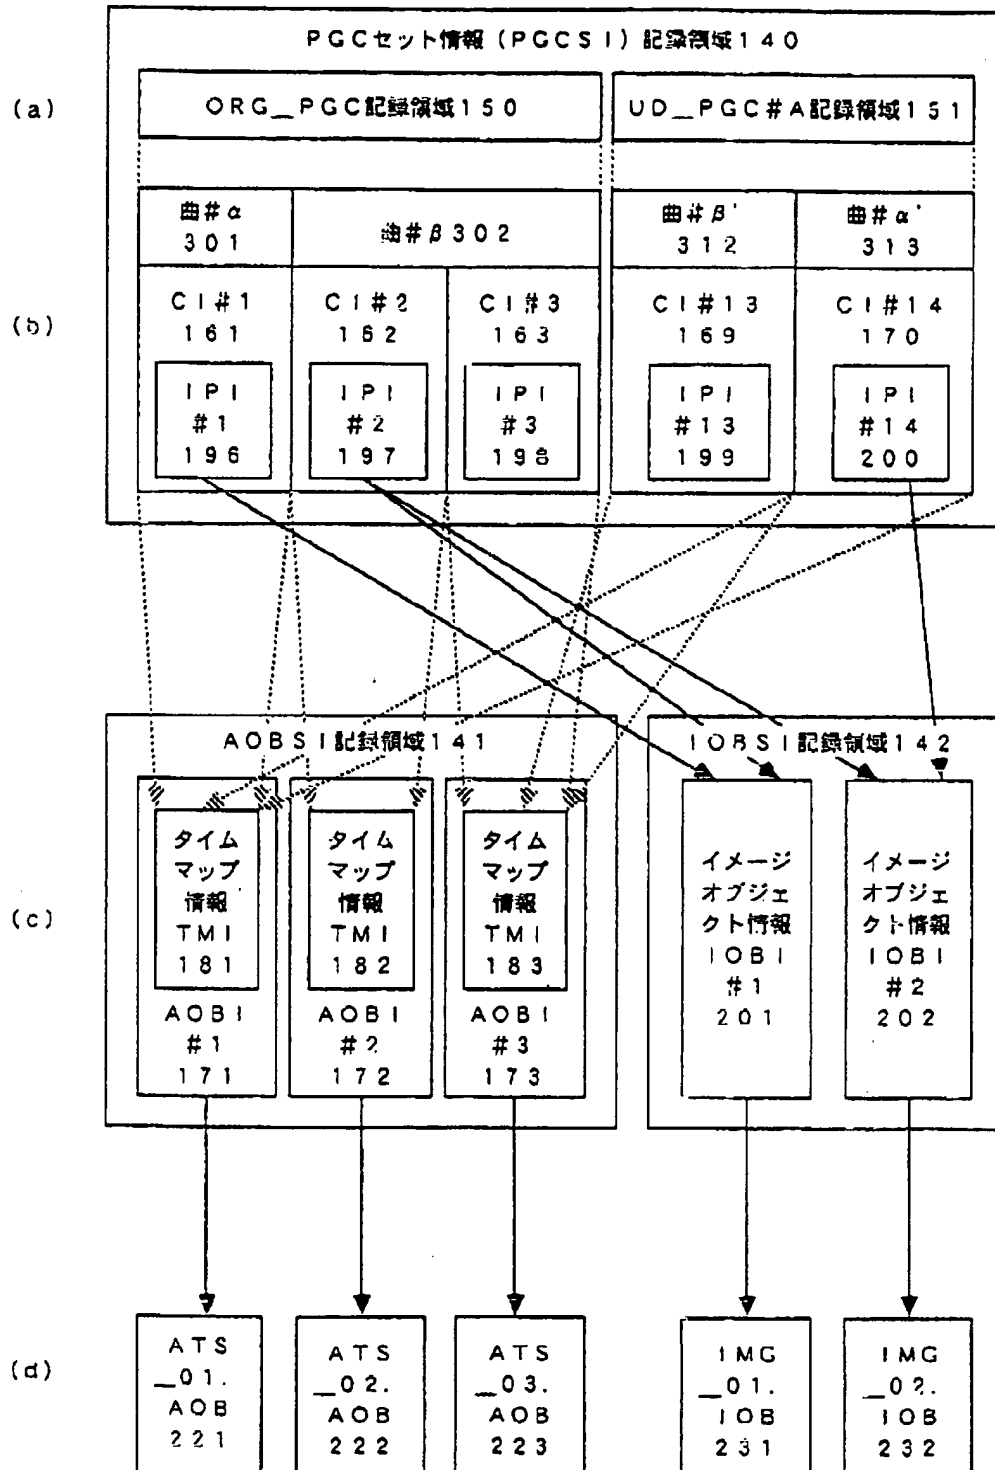 PGCセット情報(PGCSI)記録領域140
(a)
ORG__PGC記録領域150
UD__PGC#A記録領域151
曲#α
301
曲#β302
曲#β'
312
曲#α'
313
(b)
CI#1
161
CI#2
162
CI#3
163
CI#13
169
CI#14
170
IPI
#1
196
IPI
#2
197
IPI
#3
198
IPI
#13
199
IPI
#14
200
AOBSI記録領域141
IOBSI記録領域142
(c)
タイム
マップ
情報
TMI
181
タイム
マップ
情報
TMI
182
タイム
マップ
情報
TMI
183
AOBI
#1
171
AOBI
#2
172
AOBI
#3
173
イメージ
オブジェ
クト情報
IOBI
#1
201
イメージ
オブジェ
クト情報
IOBI
#2
202
(d)
ATS
__01.
AOB
221
ATS
__02.
AOB
222
ATS
__03.
AOB
223
IMG
__01.
IOB
231
IMG
__02.
IOB
232